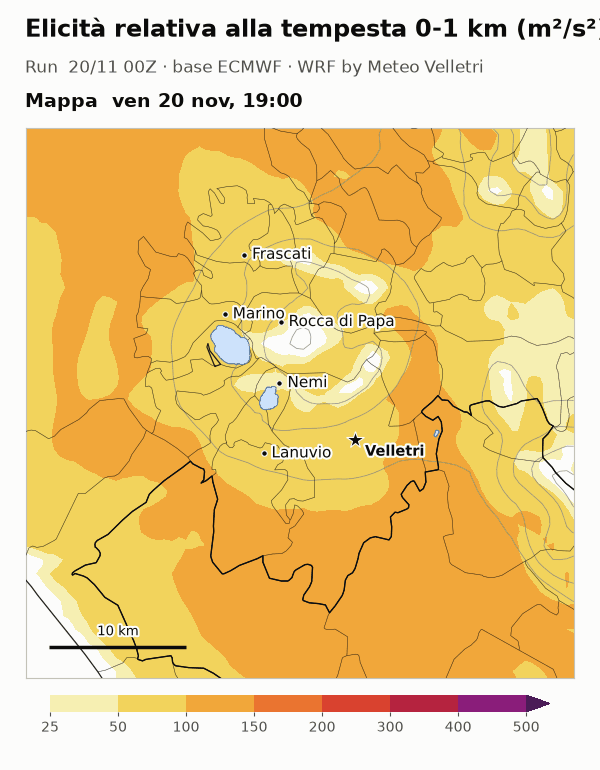 Elicità relativa alla tempesta 0-1 km (m²/s²)
Run 20/11 00Z · base ECMWF · WRF by Meteo Velletri
Mappa ven 20 nov, 19:00
Frascati
Marino
Rocca di Papa
Nemi
Velletri
Lanuvio
10 km
25 50 100 150 200 300 400 500